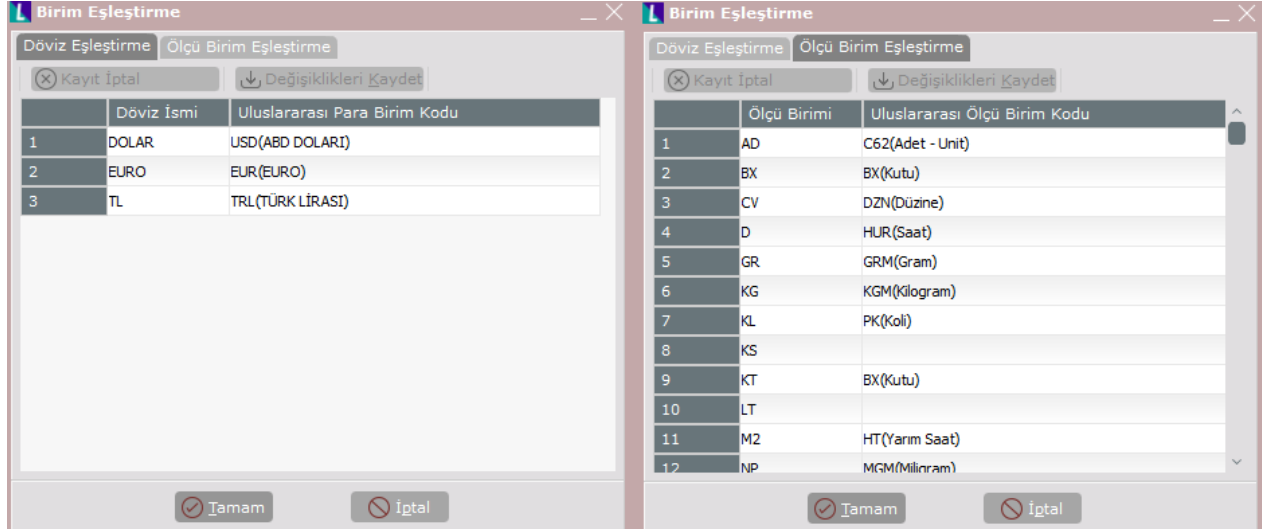 Birim Eşleştirme
Döviz Eşleştirme Ölçü Birim Eşleştirme
Kayıt İptal Değişiklikleri Kaydet
Döviz İsmi Uluslararası Para Birim Kodu
1 DOLAR USD(ABD DOLARI)
2 EURO EUR(EURO)
3 TL TRL(TÜRK LİRASI)
Tamam İptal
Birim Eşleştirme
Döviz Eşleştirme Ölçü Birim Eşleştirme
Kayıt İptal Değişiklikleri Kaydet
Ölçü Birimi Uluslararası Ölçü Birim Kodu
1 AD C62(Adet - Unit)
2 BX BX(Kutu)
3 CV DZN(Düzine)
4 D HUR(Saat)
5 GR GRM(Gram)
6 KG KGM(Kilogram)
7 KL PK(Koli)
8 KS
9 KT BX(Kutu)
10 LT
11 M2 HT(Yarım Saat)
12 NP MGM(Miligram)
Tamam İptal